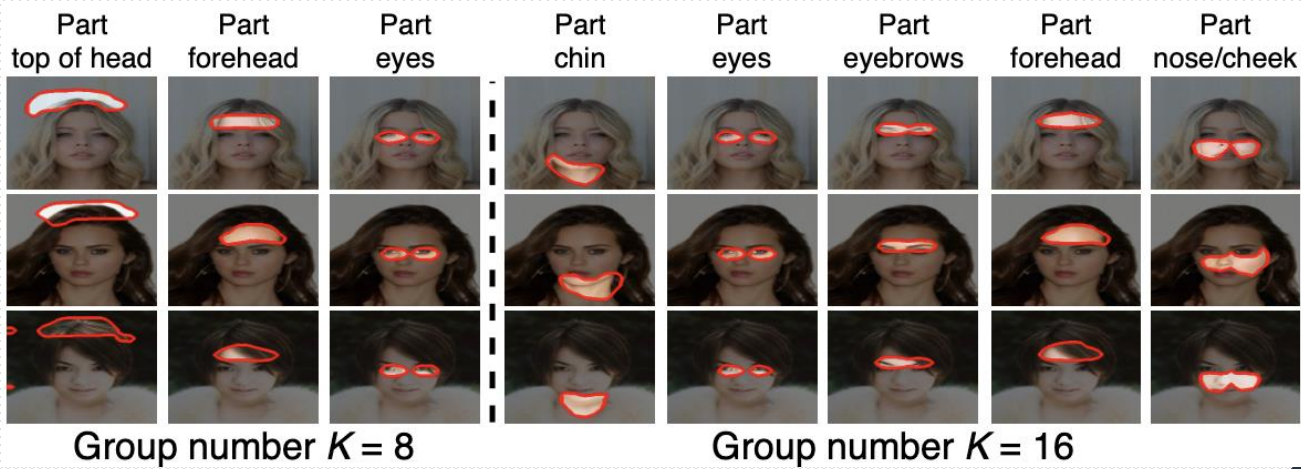 Part
top of head
Part
forehead
Part
eyes
Part
chin
Part
eyes
Part
eyebrows
Part
forehead
Part
nose/cheek
Group number K = 8
Group number K = 16